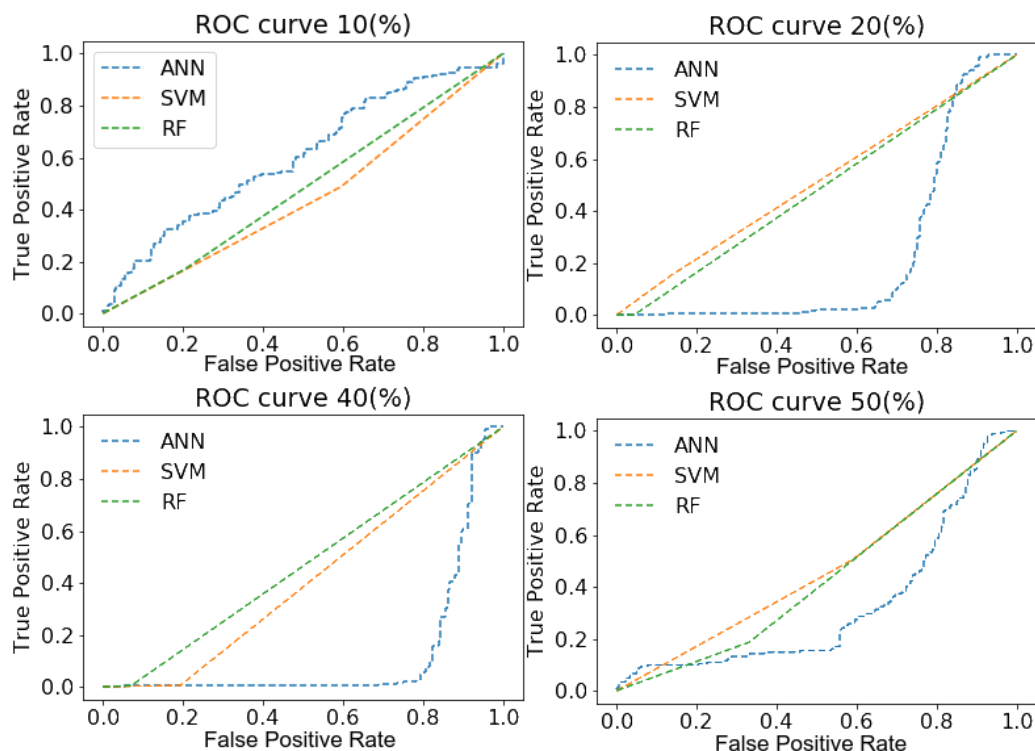 ROC curve 10(%)
True Positive Rate
1.0
0.8
0.6
0.4
0.2
0.0
ANN
SVM
RF
0.0 0.2 0.4 0.6 0.8 1.0
False Positive Rate
ROC curve 20(%)
True Positive Rate
1.0
0.8
0.6
0.4
0.2
0.0
ANN
SVM
RF
0.0 0.2 0.4 0.6 0.8 1.0
False Positive Rate
ROC curve 40(%)
True Positive Rate
1.0
0.8
0.6
0.4
0.2
0.0
ANN
SVM
RF
0.0 0.2 0.4 0.6 0.8 1.0
False Positive Rate
ROC curve 50(%)
True Positive Rate
1.0
0.8
0.6
0.4
0.2
0.0
ANN
SVM
RF
0.0 0.2 0.4 0.6 0.8 1.0
False Positive Rate